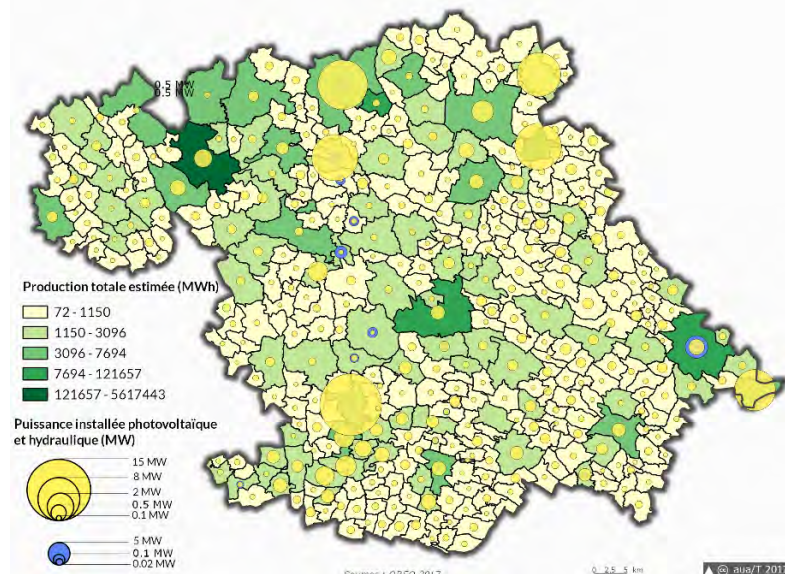 0.5 MW
0.5 MW
Production totale estimée (MWh)
72 - 1150
1150 - 3096
3096 - 7694
7694 - 121657
121657 - 5617443
Puissance installée photovoltaïque
et hydraulique (MW)
15 MW
8 MW
2 MW
0.5 MW
0.1 MW
5 MW
0.1 MW
0.02 MW
0 2.5 5 km
aua/T